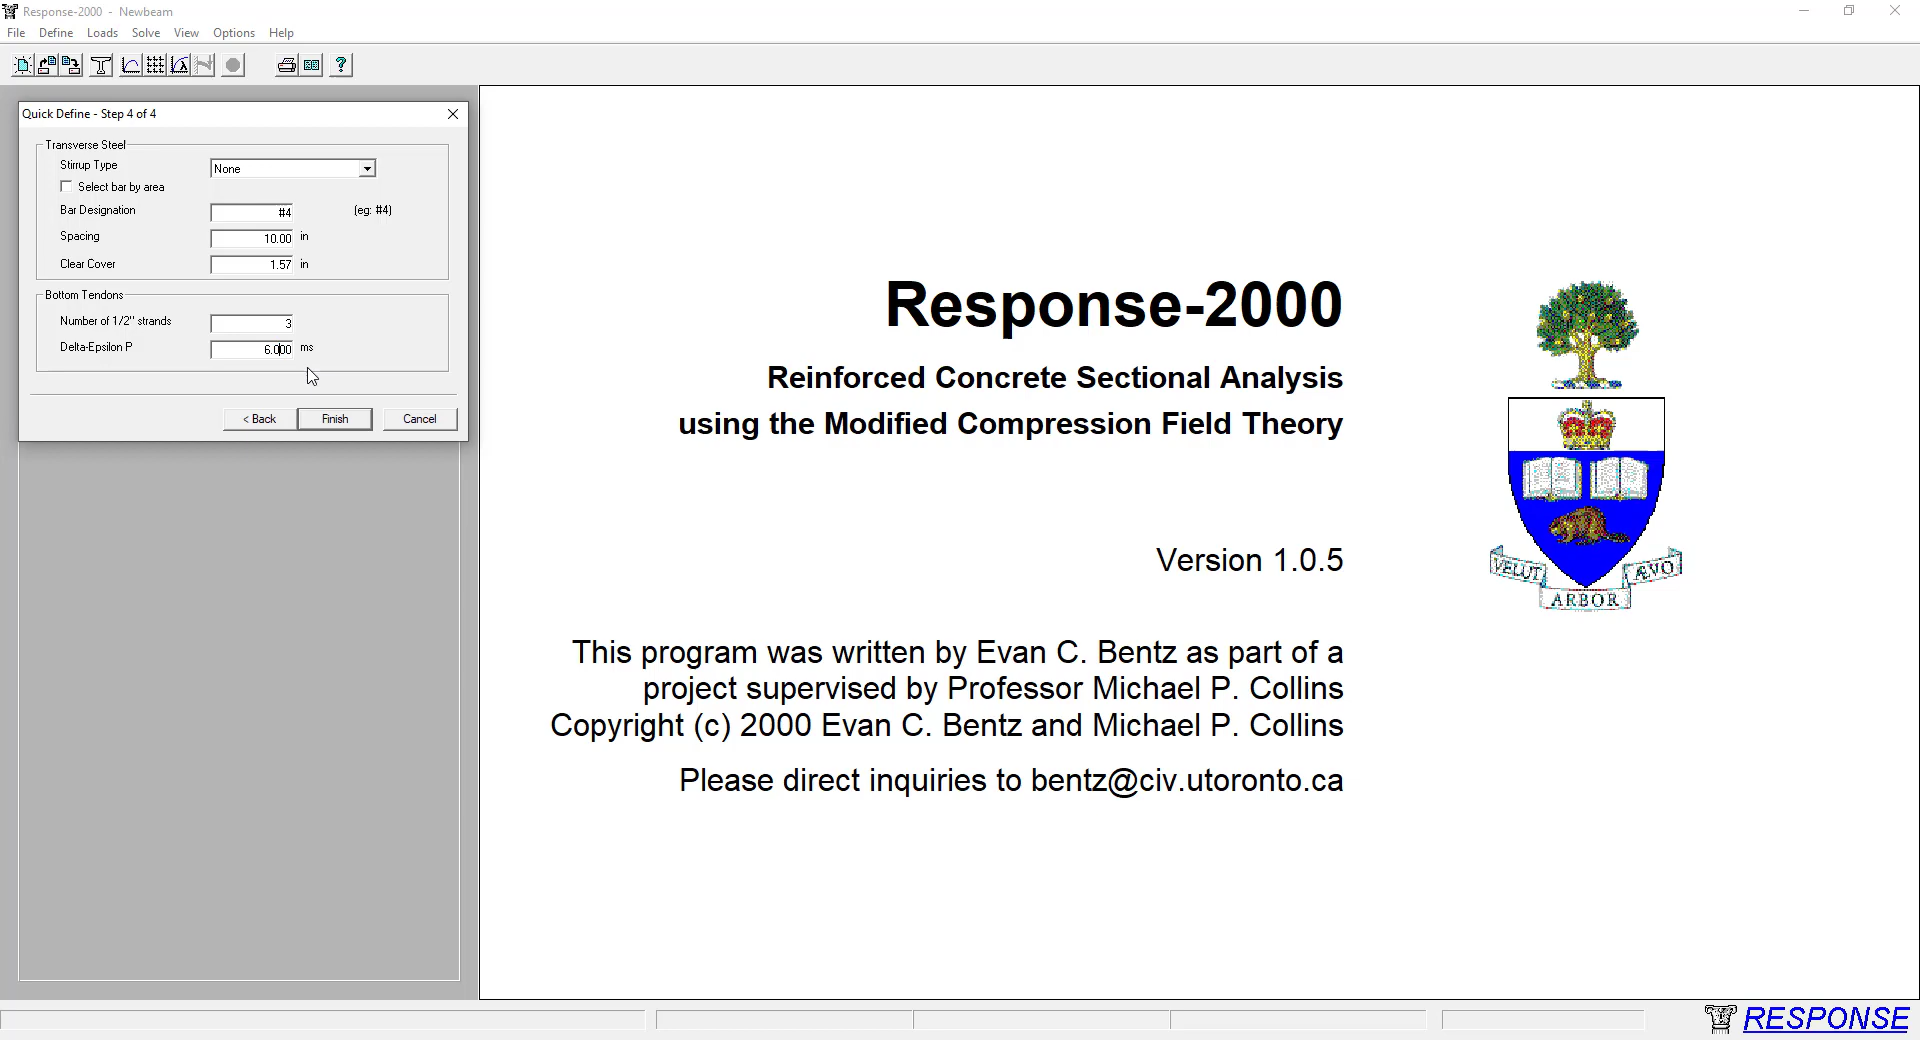 Response-2000 - Newbeam
File Define Loads Solve View Options Help
Quick Define - Step 4 of 4
Transverse Steel
Stirrup Type None
Select bar by area
Bar Designation #4 (eg: #4)
Spacing 10.00 in
Clear Cover 1.57 in
Bottom Tendons
Number of 1/2" strands 3
Delta-Epsilon P 6.000 ms
< Back Finish Cancel
Response-2000
Reinforced Concrete Sectional Analysis
using the Modified Compression Field Theory
Version 1.0.5
This program was written by Evan C. Bentz as part of a
project supervised by Professor Michael P. Collins
Copyright (c) 2000 Evan C. Bentz and Michael P. Collins
Please direct inquiries to bentz@civ.utoronto.ca
VELUT ARBOR ÆVO
RESPONSE